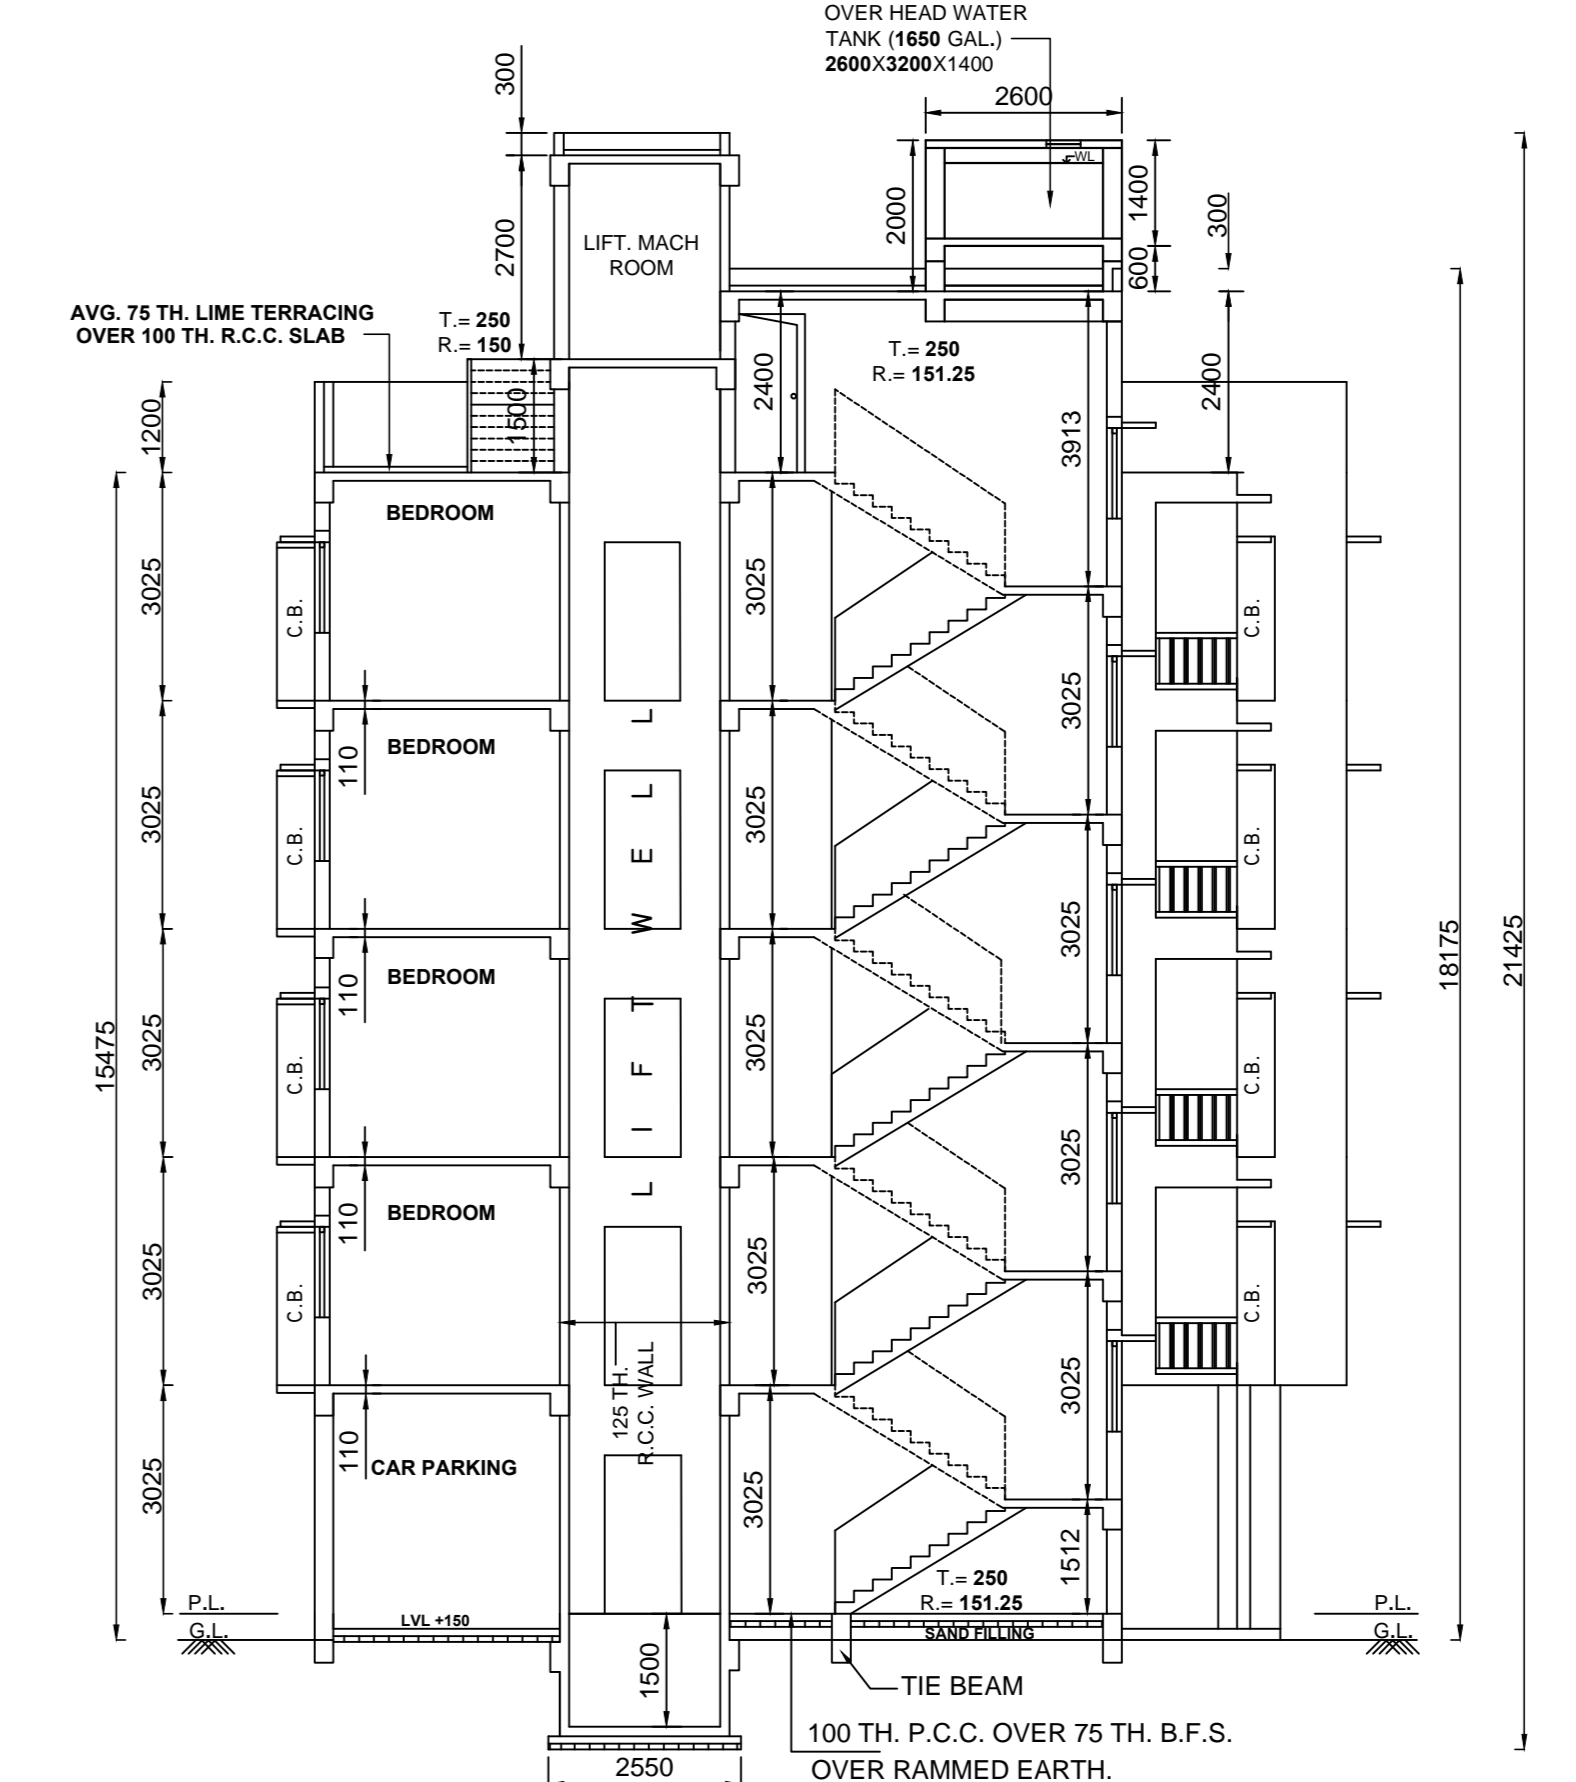 OVER HEAD WATER
TANK (1650 GAL.)
2600X3200X1400
300
2600
WL
2000
1400
300
2700
LIFT. MACH
ROOM
600
AVG. 75 TH. LIME TERRACING
OVER 100 TH. R.C.C. SLAB
T.= 250
R.= 150
T.= 250
R.= 151.25
1200
1500
2400
3913
2400
BEDROOM
3025
C.B.
3025
C.B.
3025
110
BEDROOM
3025
C.B.
3025
C.B.
3025
110
BEDROOM
3025
C.B.
3025
C.B.
3025
110
BEDROOM
3025
C.B.
3025
C.B.
3025
110
CAR PARKING
3025
3025
1512
LIFT WELL
125 TH.
R.C.C. WALL
15475
18175
21425
T.= 250
R.= 151.25
P.L.
G.L.
LVL +150
SAND FILLING
P.L.
G.L.
1500
TIE BEAM
100 TH. P.C.C. OVER 75 TH. B.F.S.
OVER RAMMED EARTH.
2550